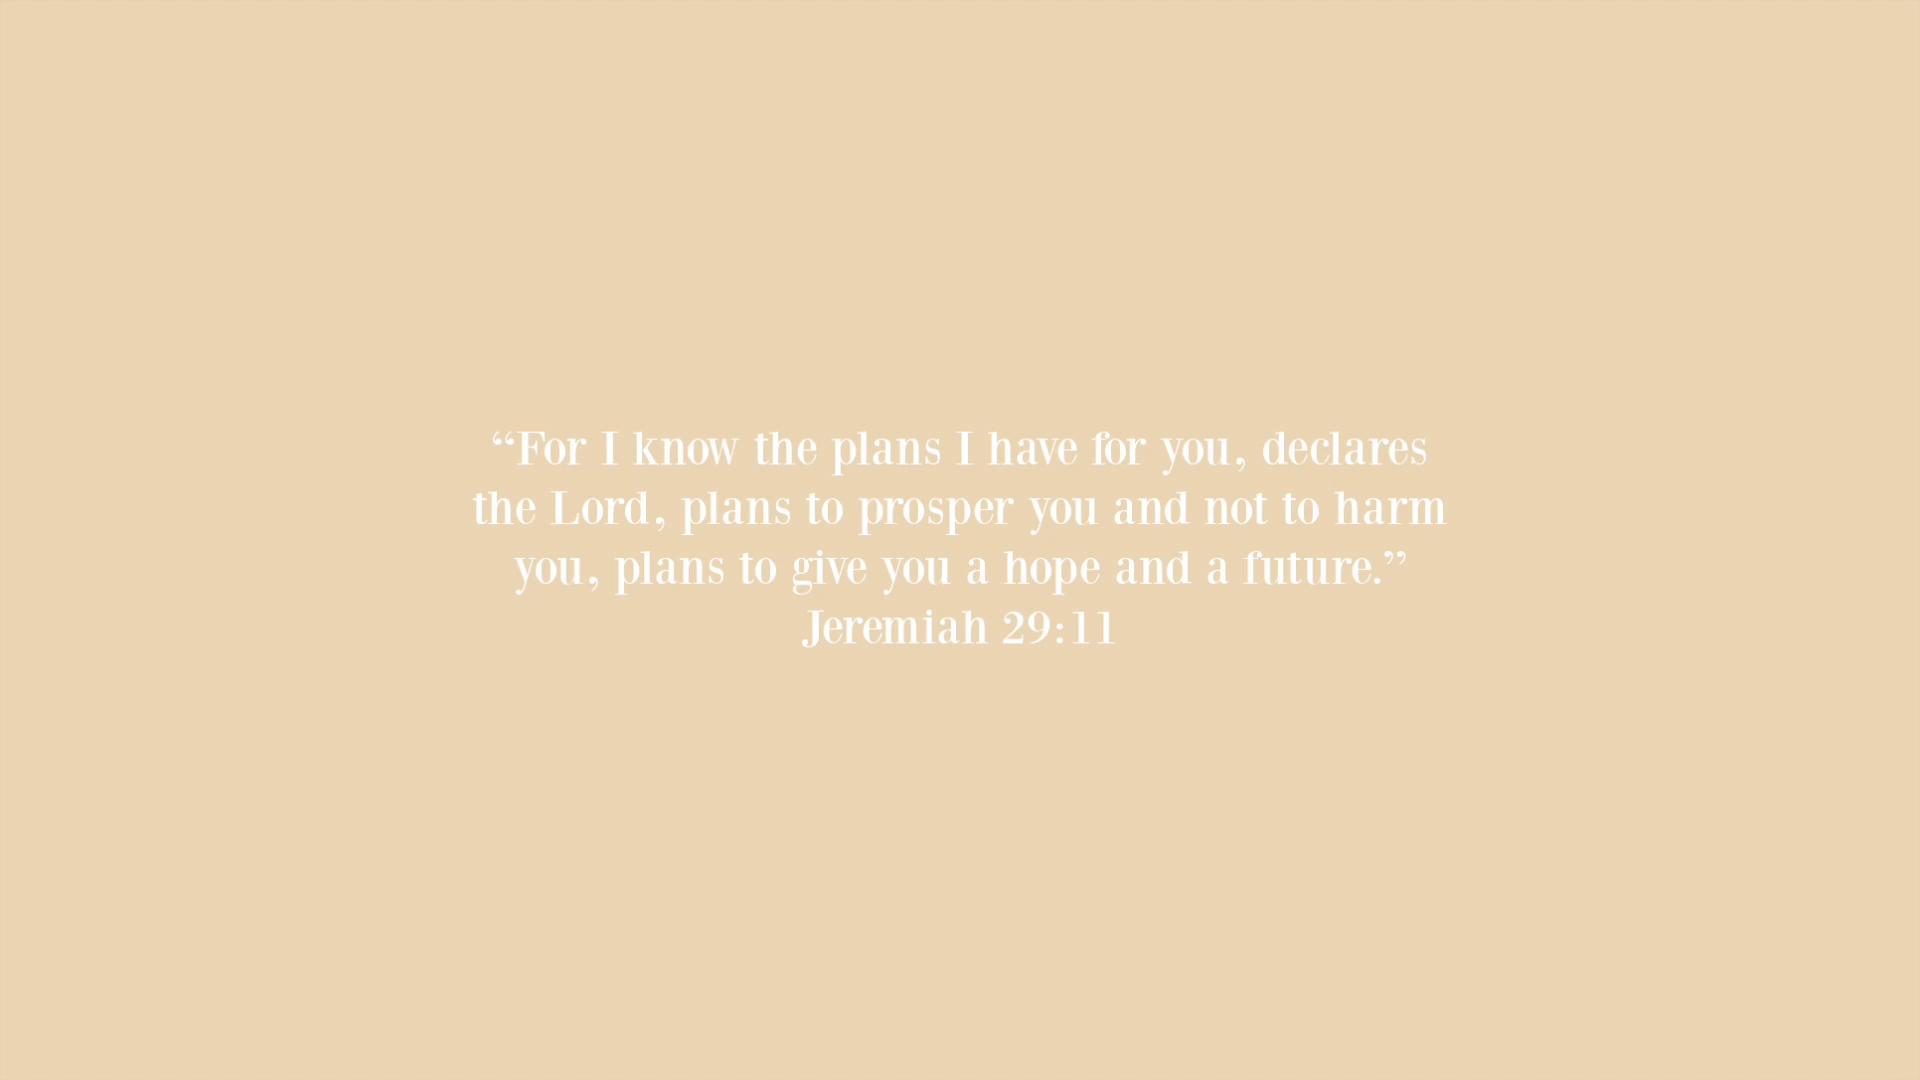 “For I know the plans I have for you, declares
the Lord, plans to prosper you and not to harm
you, plans to give you a hope and a future.”
Jeremiah 29:11